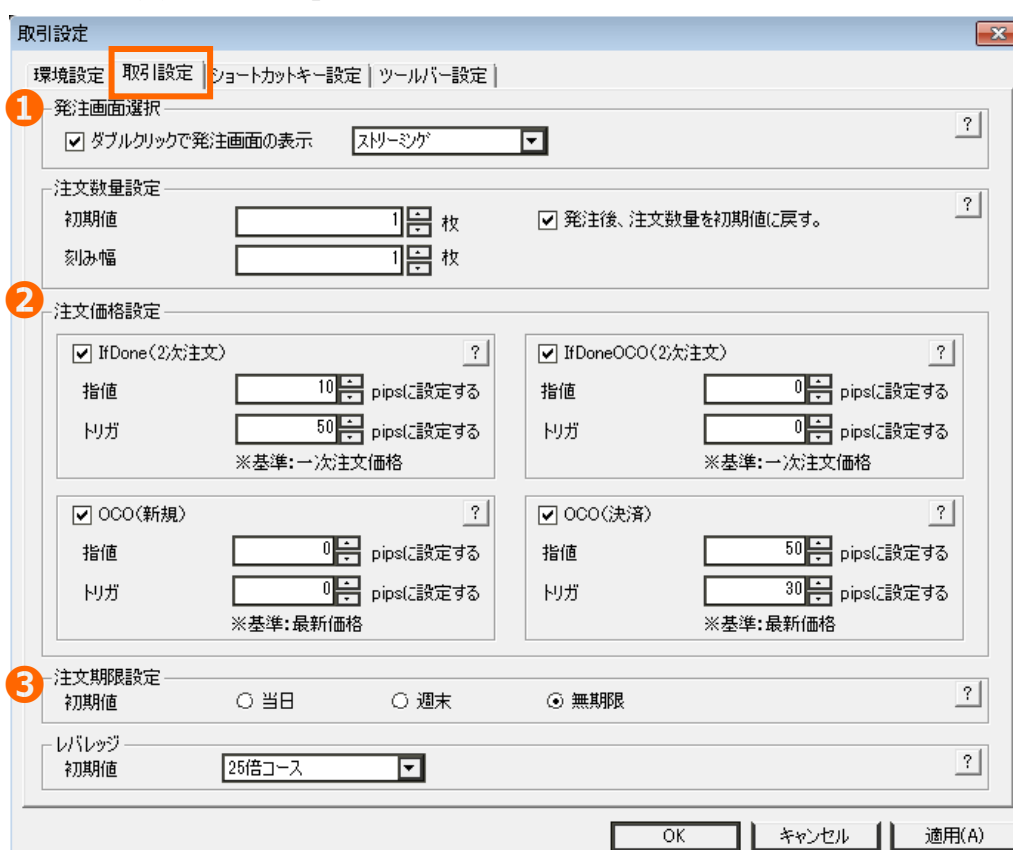 取引設定
環境設定 取引設定 ショートカットキー設定 ツールバー設定
1 発注画面選択
ダブルクリックで発注画面の表示 ストリーミング ?
注文数量設定 ?
初期値 1 枚 発注後、注文数量を初期値に戻す。
刻み幅 1 枚
2 注文価格設定
IfDone(2次注文) ? IfDoneOCO(2次注文) ?
指値 10 pipsに設定する 指値 0 pipsに設定する
トリガ 50 pipsに設定する トリガ 0 pipsに設定する
※基準:一次注文価格 ※基準:一次注文価格
OCO(新規) ? OCO(決済) ?
指値 0 pipsに設定する 指値 50 pipsに設定する
トリガ 0 pipsに設定する トリガ 30 pipsに設定する
※基準:最新価格 ※基準:最新価格
3 注文期限設定
初期値 当日 週末 無期限 ?
レバレッジ
初期値 25倍コース ?
OK キャンセル 適用(A)